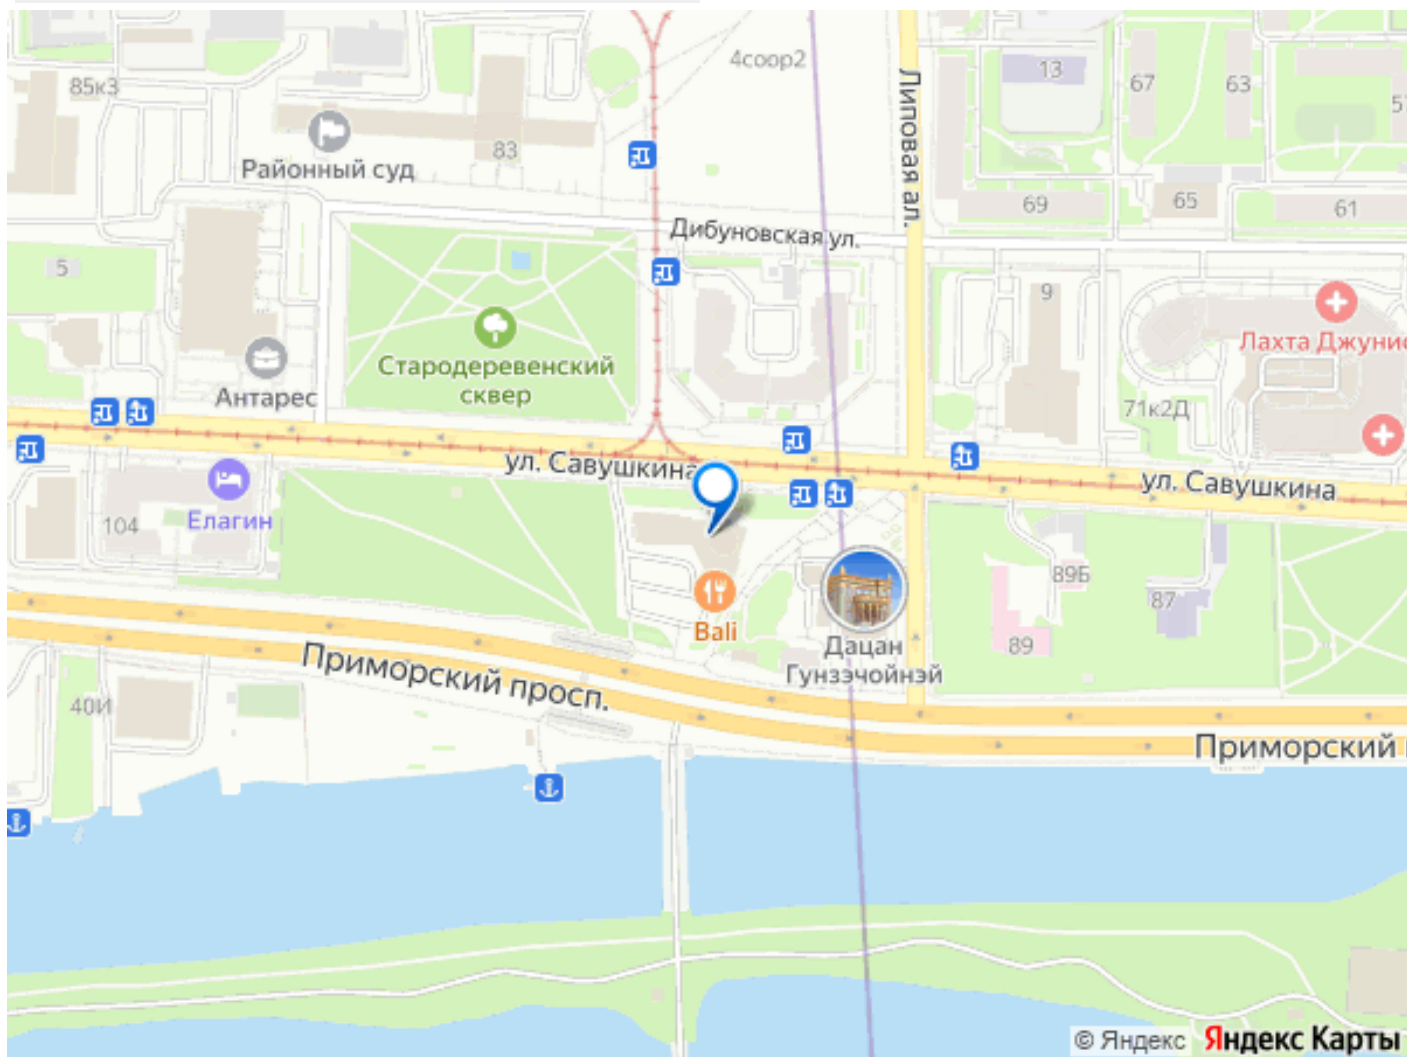 4соор2
13
67
63
85к3
Липовая ал.
83
Районный суд
69
65
61
Дибуновская ул.
5
9
Лахта Джунио
Стародеревенский
сквер
Антарес
71к2Д
ул. Савушкина
ул. Савушкина
104
Елагин
89Б
87
Bali
89
Дацан
Гунзэчойнэй
Приморский просп.
40И
Приморский
© Яндекс Яндекс Карты